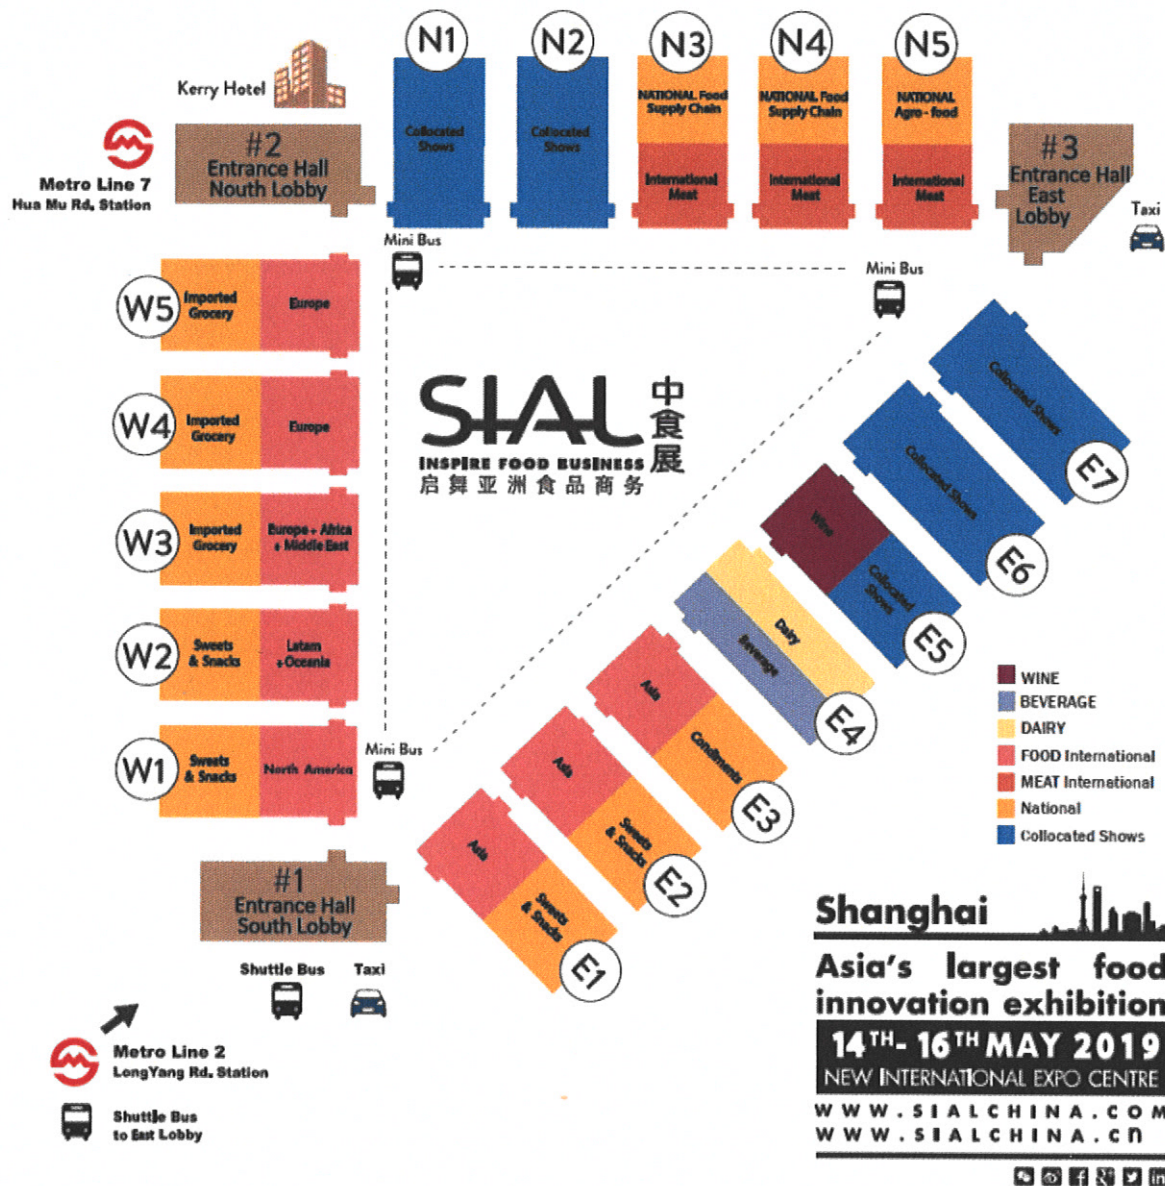 N1
N2
N3
N4
N5
Kerry Hotel
Collocated
Shows
Collocated
Shows
NATIONAL Food
Supply Chain
NATIONAL Food
Supply Chain
NATIONAL
Agro - food
International
Meat
International
Meat
International
Meat
#2
Entrance Hall
North Lobby
Metro Line 7
Hua Mu Rd. Station
#3
Entrance Hall
East
Lobby
Taxi
Mini Bus
Mini Bus
W5
Imported
Grocery
Europe
W4
Imported
Grocery
Europe
W3
Imported
Grocery
Europe + Africa
+ Middle East
W2
Sweets
& Snacks
Latam
+Oceania
W1
Sweets
& Snacks
North America
Mini Bus
SIAL
中食展
INSPIRE FOOD BUSINESS
启舞亚洲食品商务
Collocated Shows
E7
Collocated Shows
E6
Wine
Collocated
Shows
E5
Dairy
Beverage
E4
Asia
Condiments
E3
Asia
Sweets
& Snacks
E2
Asia
Sweets
& Snacks
E1
WINE
BEVERAGE
DAIRY
FOOD International
MEAT International
National
Collocated Shows
#1
Entrance Hall
South Lobby
Shuttle Bus
Taxi
Metro Line 2
LongYang Rd. Station
Shuttle Bus
to East Lobby
Shanghai
Asia's largest food
innovation exhibition
14TH- 16TH MAY 2019
NEW INTERNATIONAL EXPO CENTRE
WWW.SIALCHINA.COM
WWW.SIALCHINA.cn